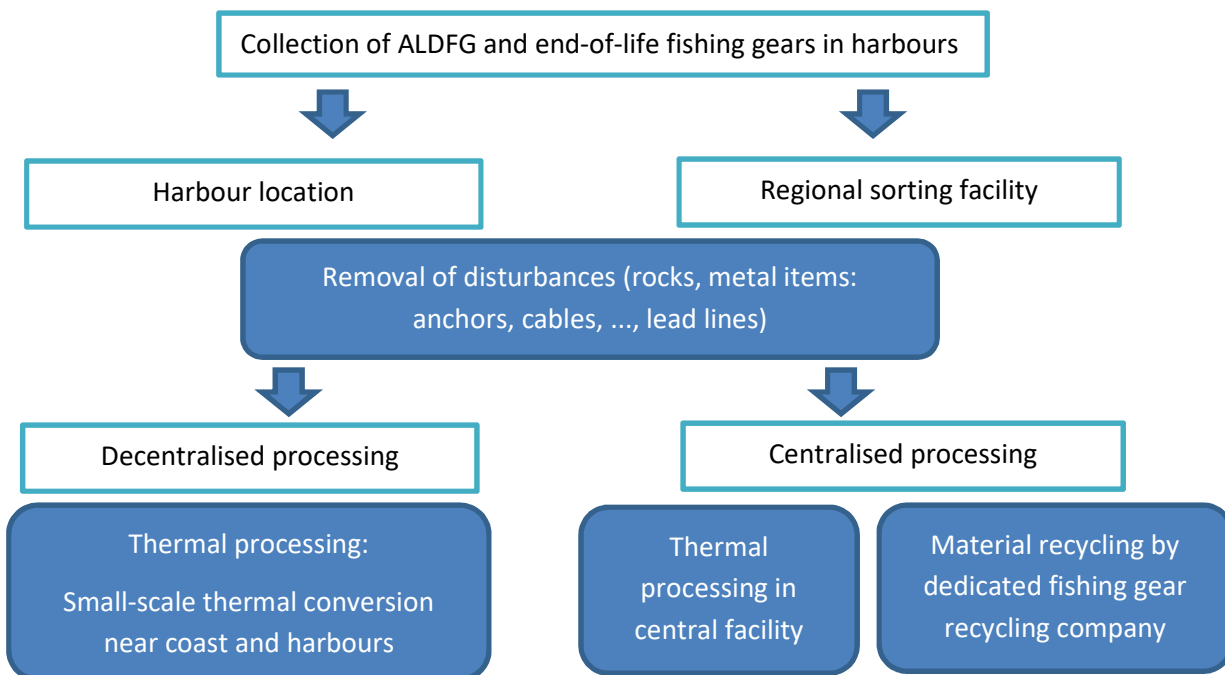 Collection of ALDFG and end-of-life fishing gears in harbours
Harbour location
Regional sorting facility
Removal of disturbances (rocks, metal items:
anchors, cables, ..., lead lines)
Decentralised processing
Centralised processing
Thermal processing:
Small-scale thermal conversion
near coast and harbours
Thermal
processing in
central facility
Material recycling by
dedicated fishing gear
recycling company